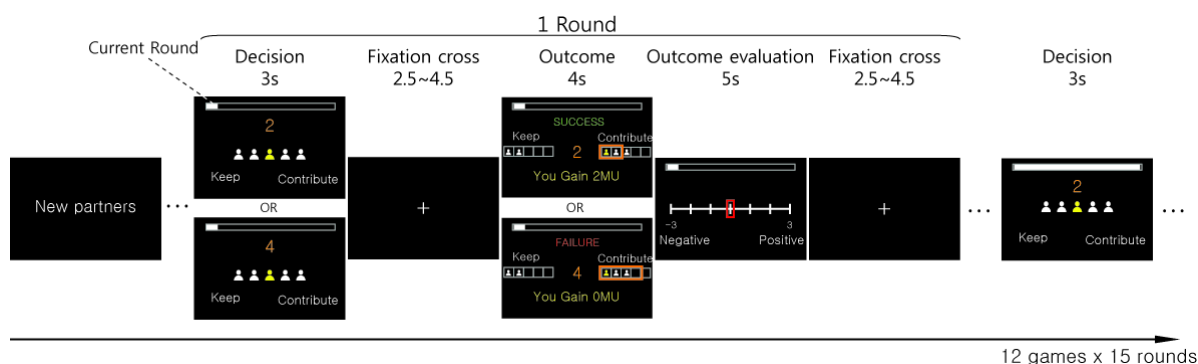 1 Round
Current Round
Decision
3s
Fixation cross
2.5~4.5
Outcome
4s
Outcome evaluation
5s
Fixation cross
2.5~4.5
Decision
3s
New partners
...
2
Keep
Contribute
OR
4
Keep
Contribute
+
SUCCESS
Keep
Contribute
2
You Gain 2MU
OR
FAILURE
Keep
Contribute
4
You Gain 0MU
-3
3
Negative
Positive
+
...
2
Keep
Contribute
...
12 games x 15 rounds